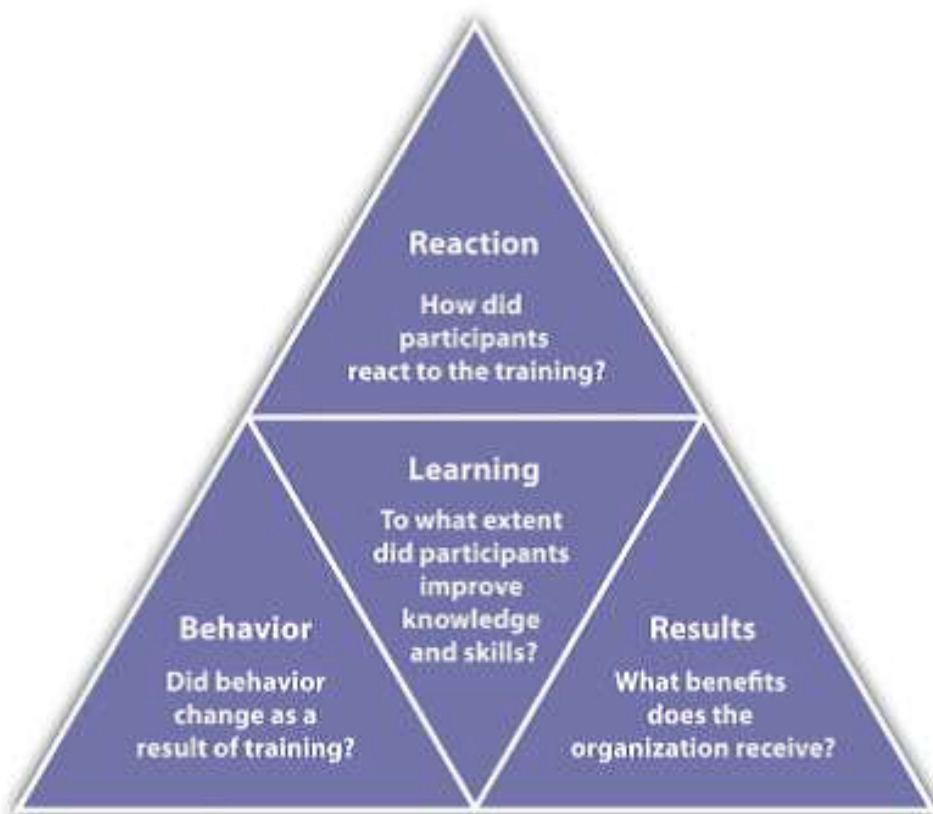 Reaction
How did
participants
react to the training?
Learning
To what extent
did participants
improve
knowledge
and skills?
Behavior
Did behavior
change as a
result of training?
Results
What benefits
does the
organization receive?